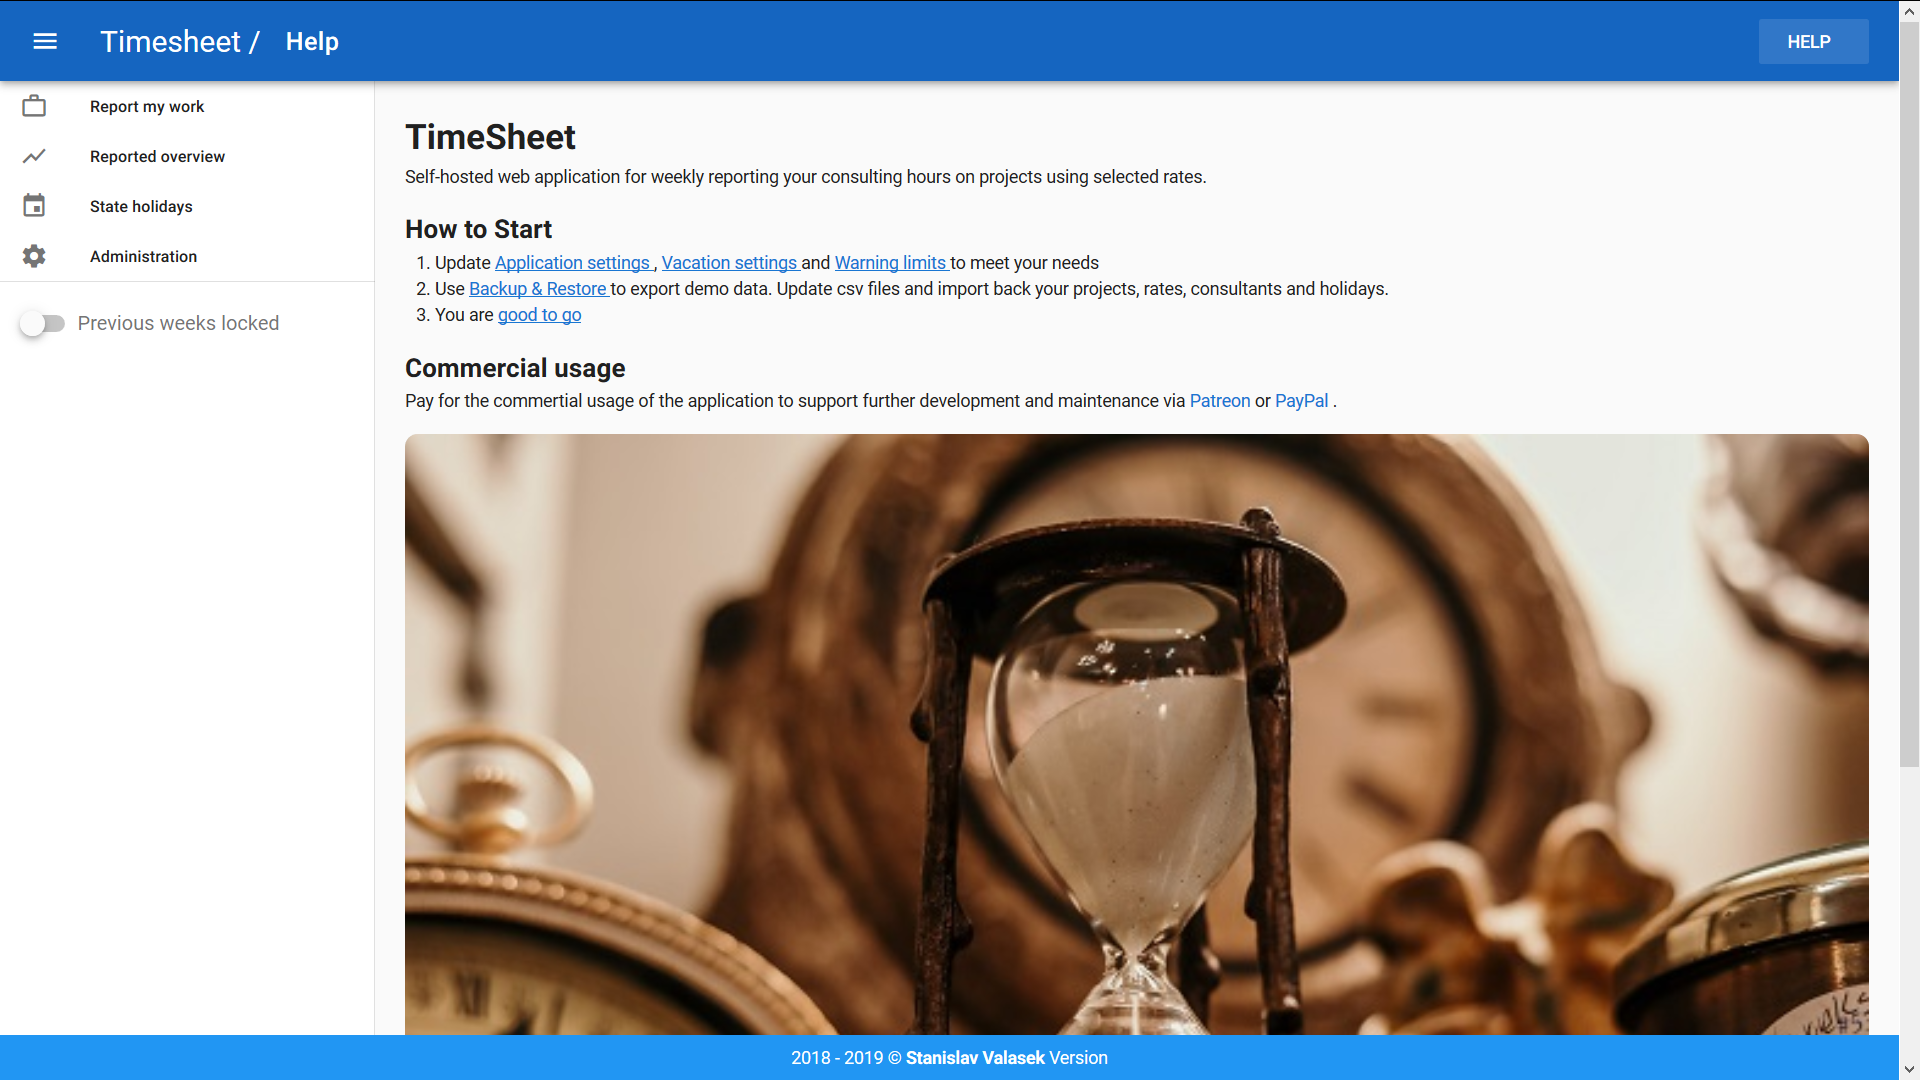 Timesheet / Help
HELP
Report my work
Reported overview
State holidays
Administration
Previous weeks locked
TimeSheet
Self-hosted web application for weekly reporting your consulting hours on projects using selected rates.
How to Start
1. Update Application settings , Vacation settings and Warning limits to meet your needs
2. Use Backup & Restore to export demo data. Update csv files and import back your projects, rates, consultants and holidays.
3. You are good to go
Commercial usage
Pay for the commertial usage of the application to support further development and maintenance via Patreon or PayPal .
XII
2018 - 2019 © Stanislav Valasek Version